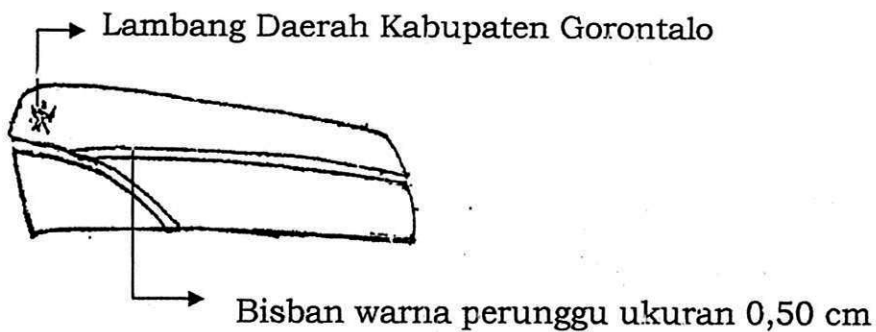 Lambang Daerah Kabupaten Gorontalo
Bisban warna perunggu ukuran 0,50 cm